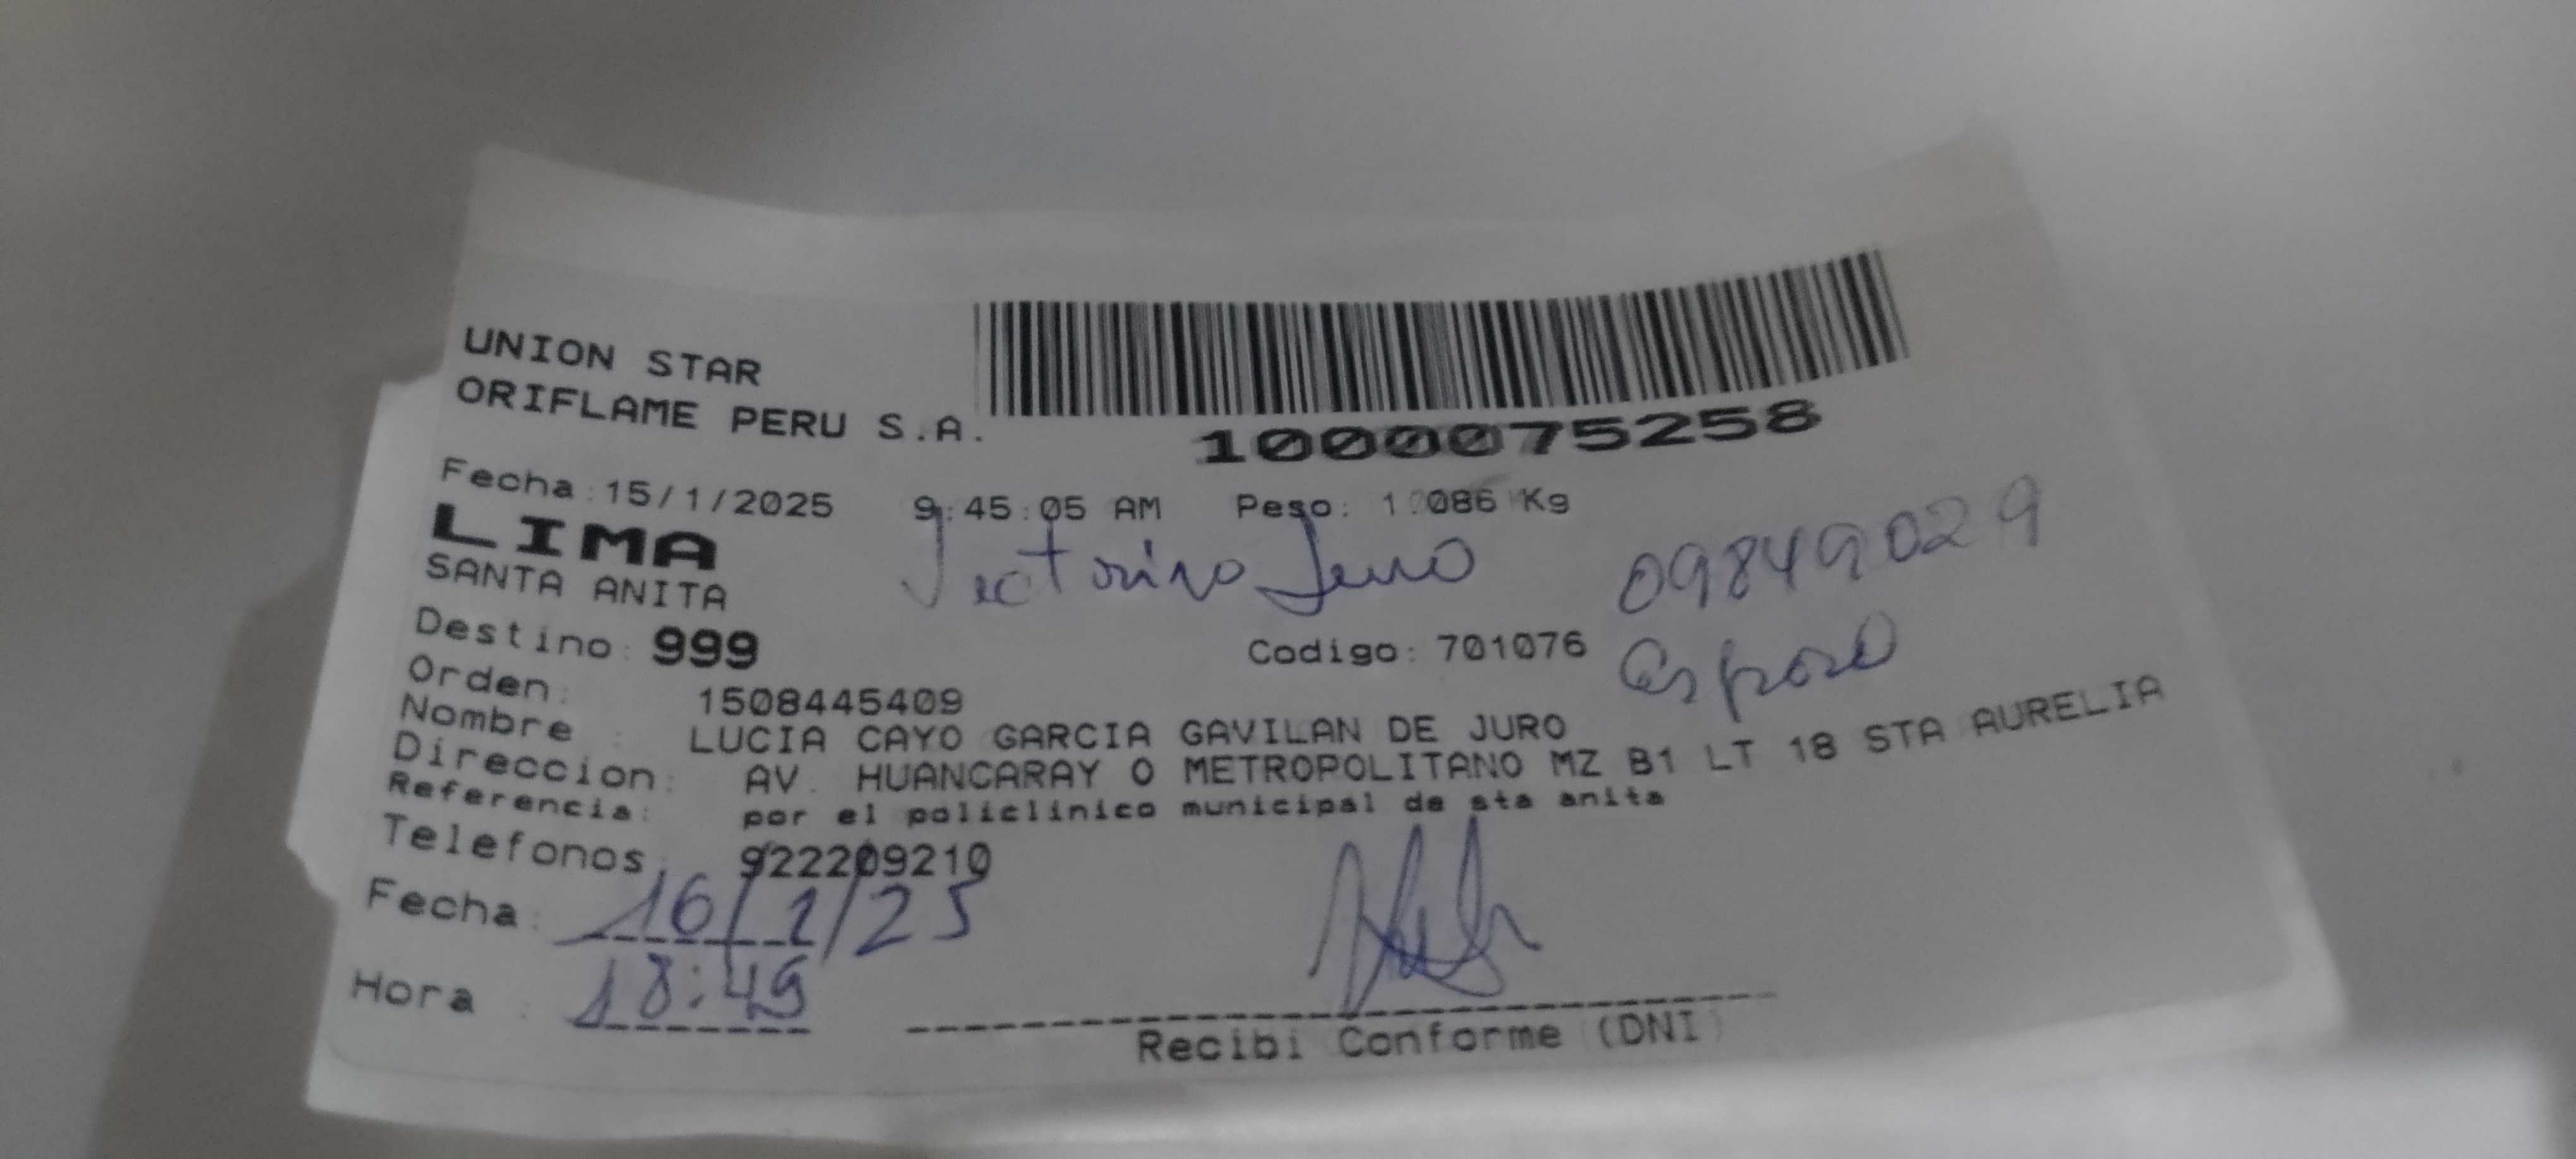 UNION STAR
ORIFLAME PERU S.A.
1000075258
Fecha:15/1/2025 9:45:05 AM Peso: 1.086 Kg
LIMA
SANTA ANITA
Victorino Juro 09849029
Destino: 999 Codigo: 701076 Esposo
Orden: 1508445409
Nombre : LUCIA CAYO GARCIA GAVILAN DE JURO
Direccion: AV. HUANCARAY O METROPOLITANO MZ B1 LT 18 STA AURELIA
Referencia: por el policlinico municipal de sta anita
Telefonos: 922209210
Fecha: 16/1/25
Hora : 18:49
Recibi Conforme (DNI)